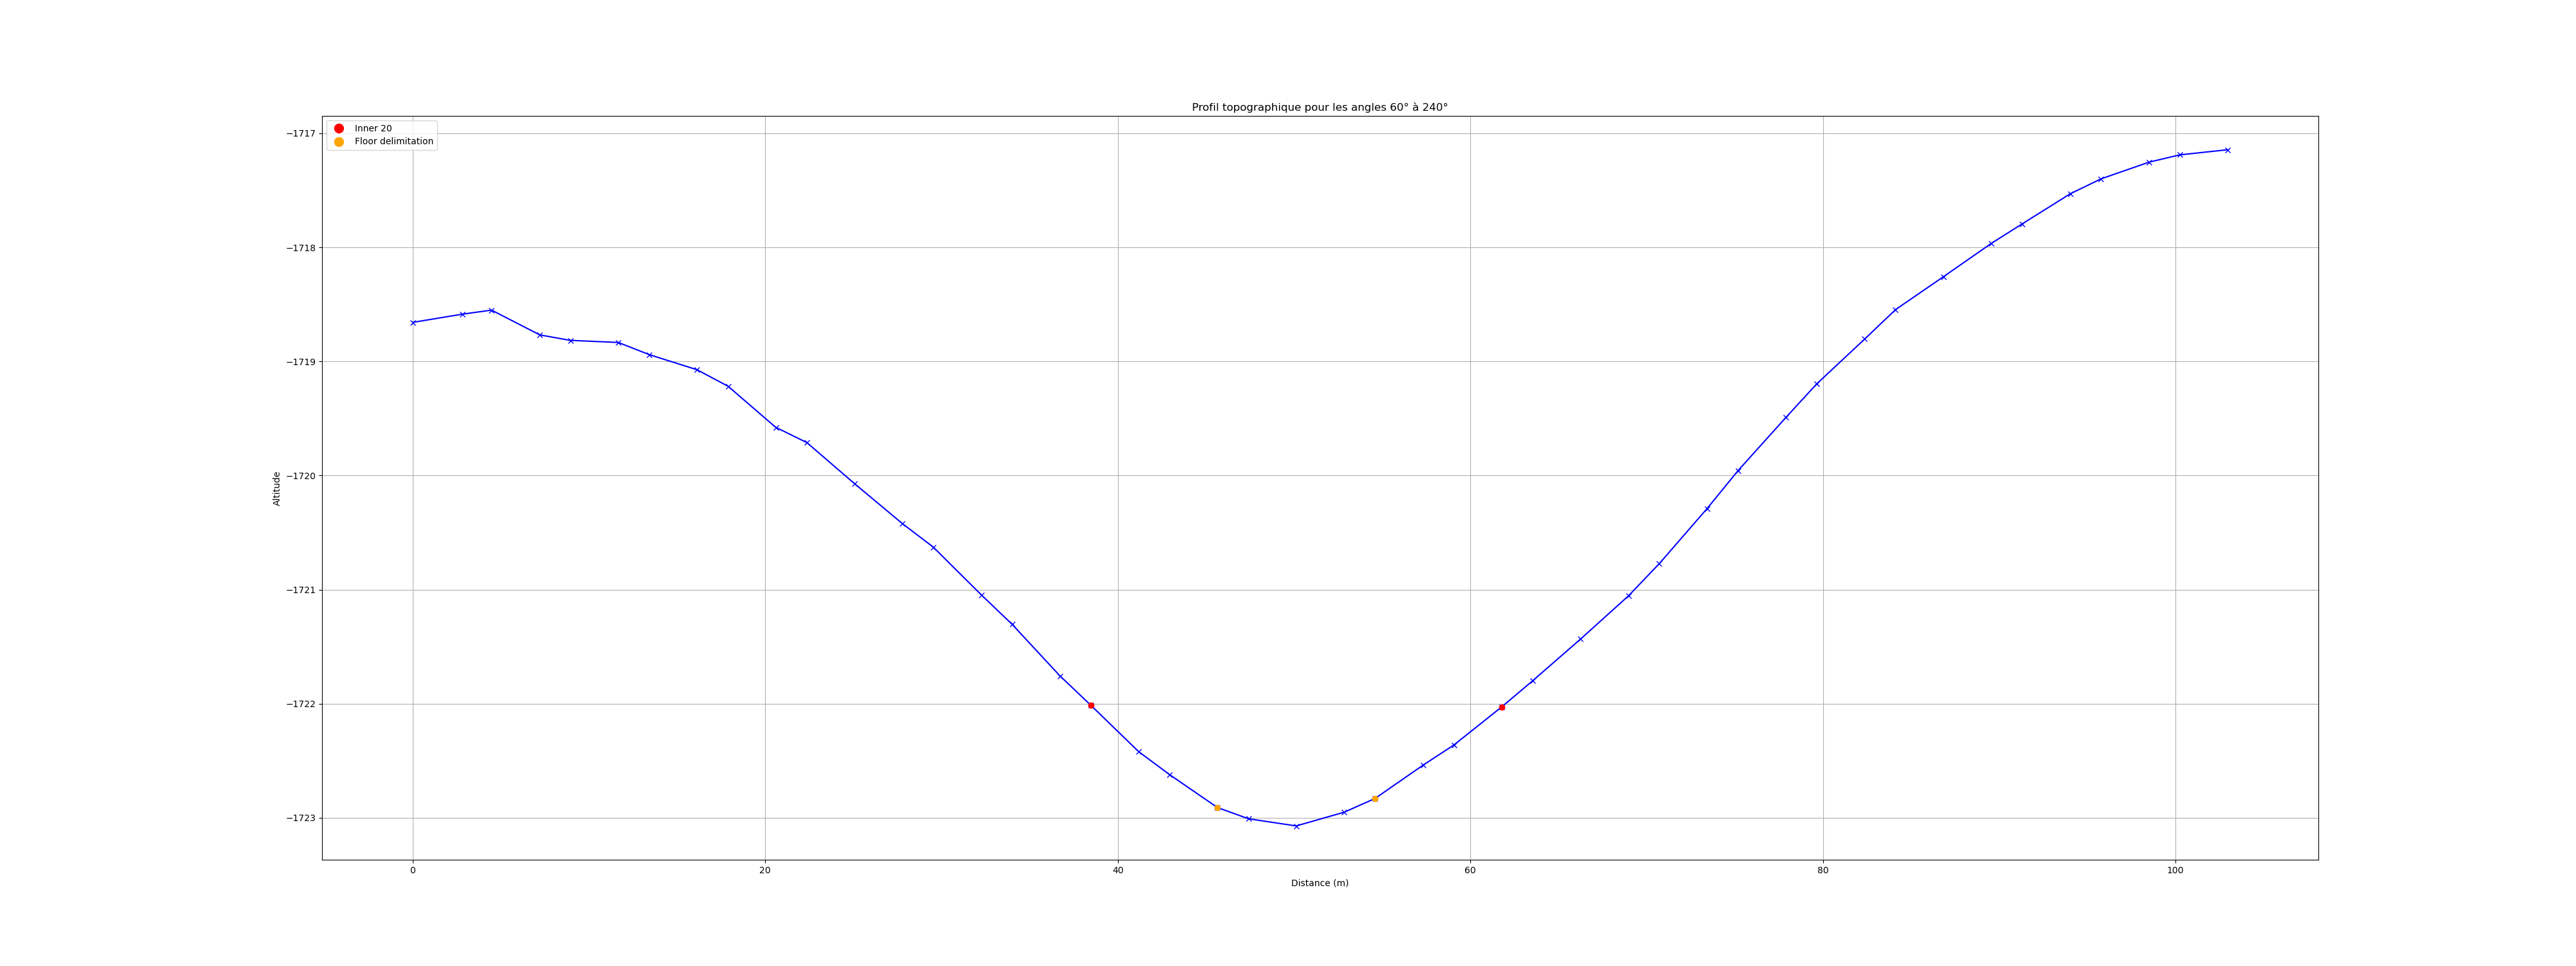 Profil topographique pour les angles 60° à 240°
Inner 20
Floor delimitation
−1717
−1718
−1719
−1720
−1721
−1722
−1723
Altitude
0 20 40 60 80 100
Distance (m)